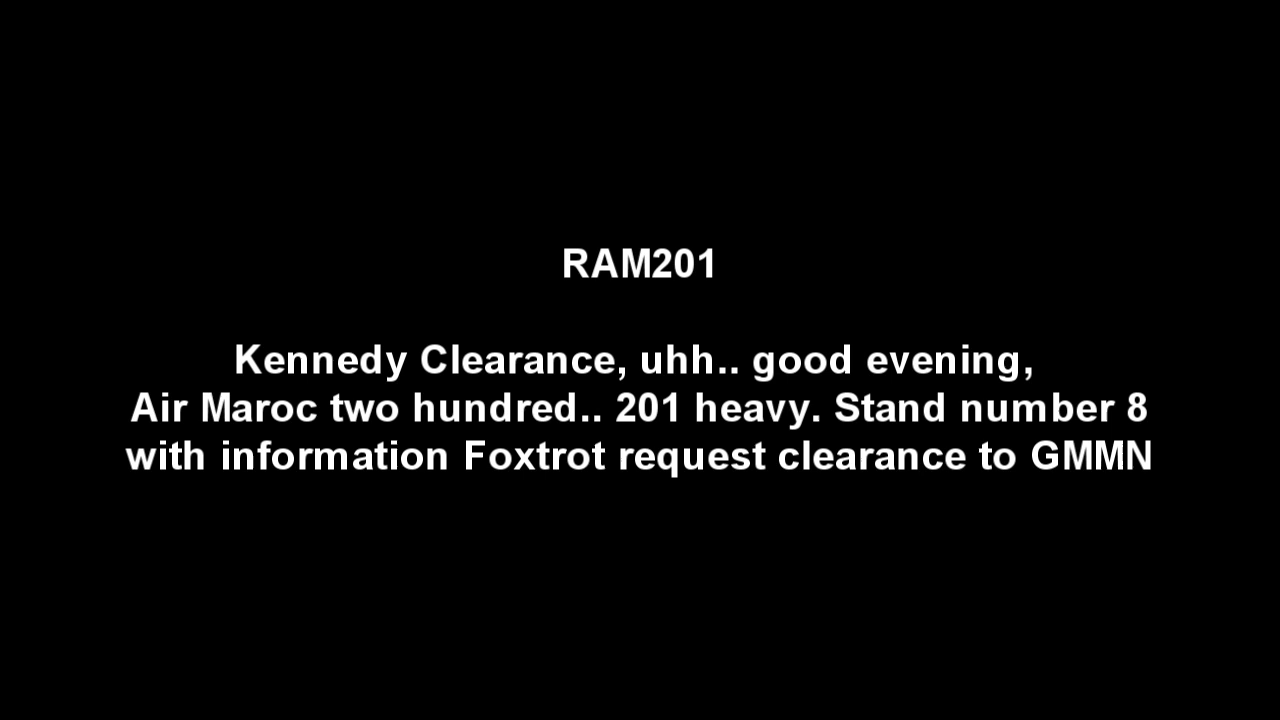 RAM201
Kennedy Clearance, uhh.. good evening,
Air Maroc two hundred.. 201 heavy. Stand number 8
with information Foxtrot request clearance to GMMN